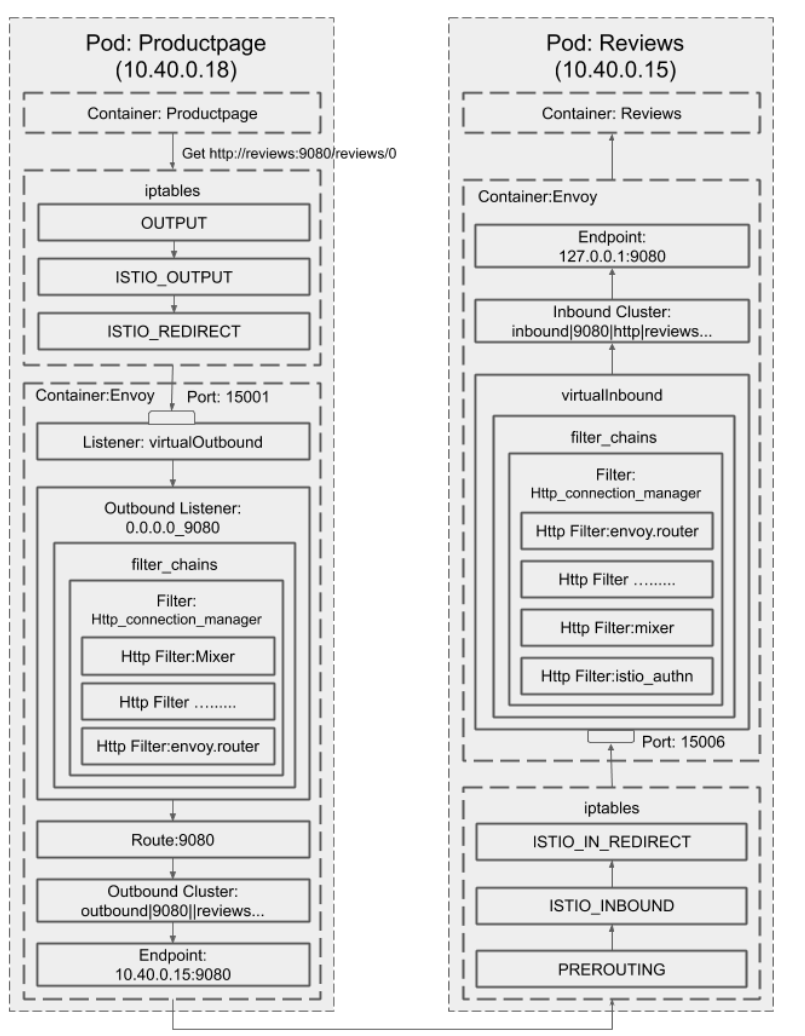 Pod: Productpage
(10.40.0.18)
Container: Productpage
Get http://reviews:9080/reviews/0
iptables
OUTPUT
ISTIO_OUTPUT
ISTIO_REDIRECT
Container:Envoy
Port: 15001
Listener: virtualOutbound
Outbound Listener:
0.0.0.0_9080
filter_chains
Filter:
Http_connection_manager
Http Filter:Mixer
Http Filter …......
Http Filter:envoy.router
Route:9080
Outbound Cluster:
outbound|9080||reviews...
Endpoint:
10.40.0.15:9080
Pod: Reviews
(10.40.0.15)
Container: Reviews
Container:Envoy
Endpoint:
127.0.0.1:9080
Inbound Cluster:
inbound|9080|http|reviews...
virtualInbound
filter_chains
Filter:
Http_connection_manager
Http Filter:envoy.router
Http Filter …......
Http Filter:mixer
Http Filter:istio_authn
Port: 15006
iptables
ISTIO_IN_REDIRECT
ISTIO_INBOUND
PREROUTING